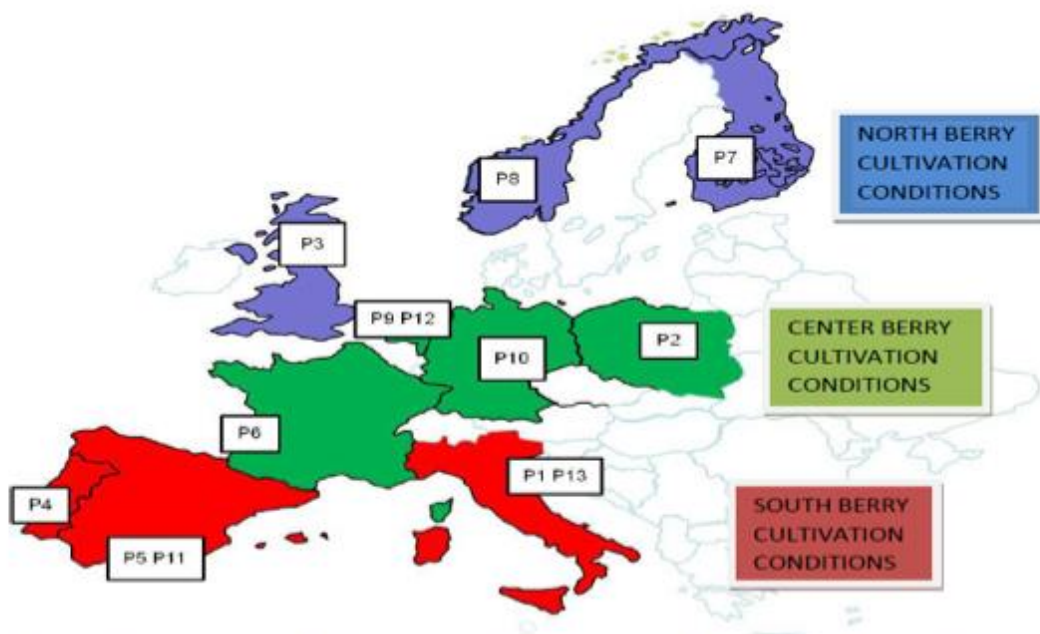 NORTH BERRY
CULTIVATION
CONDITIONS
P7
P8
P3
P9 P12
CENTER BERRY
CULTIVATION
CONDITIONS
P2
P10
P6
P1 P13
SOUTH BERRY
CULTIVATION
CONDITIONS
P4
P5 P11